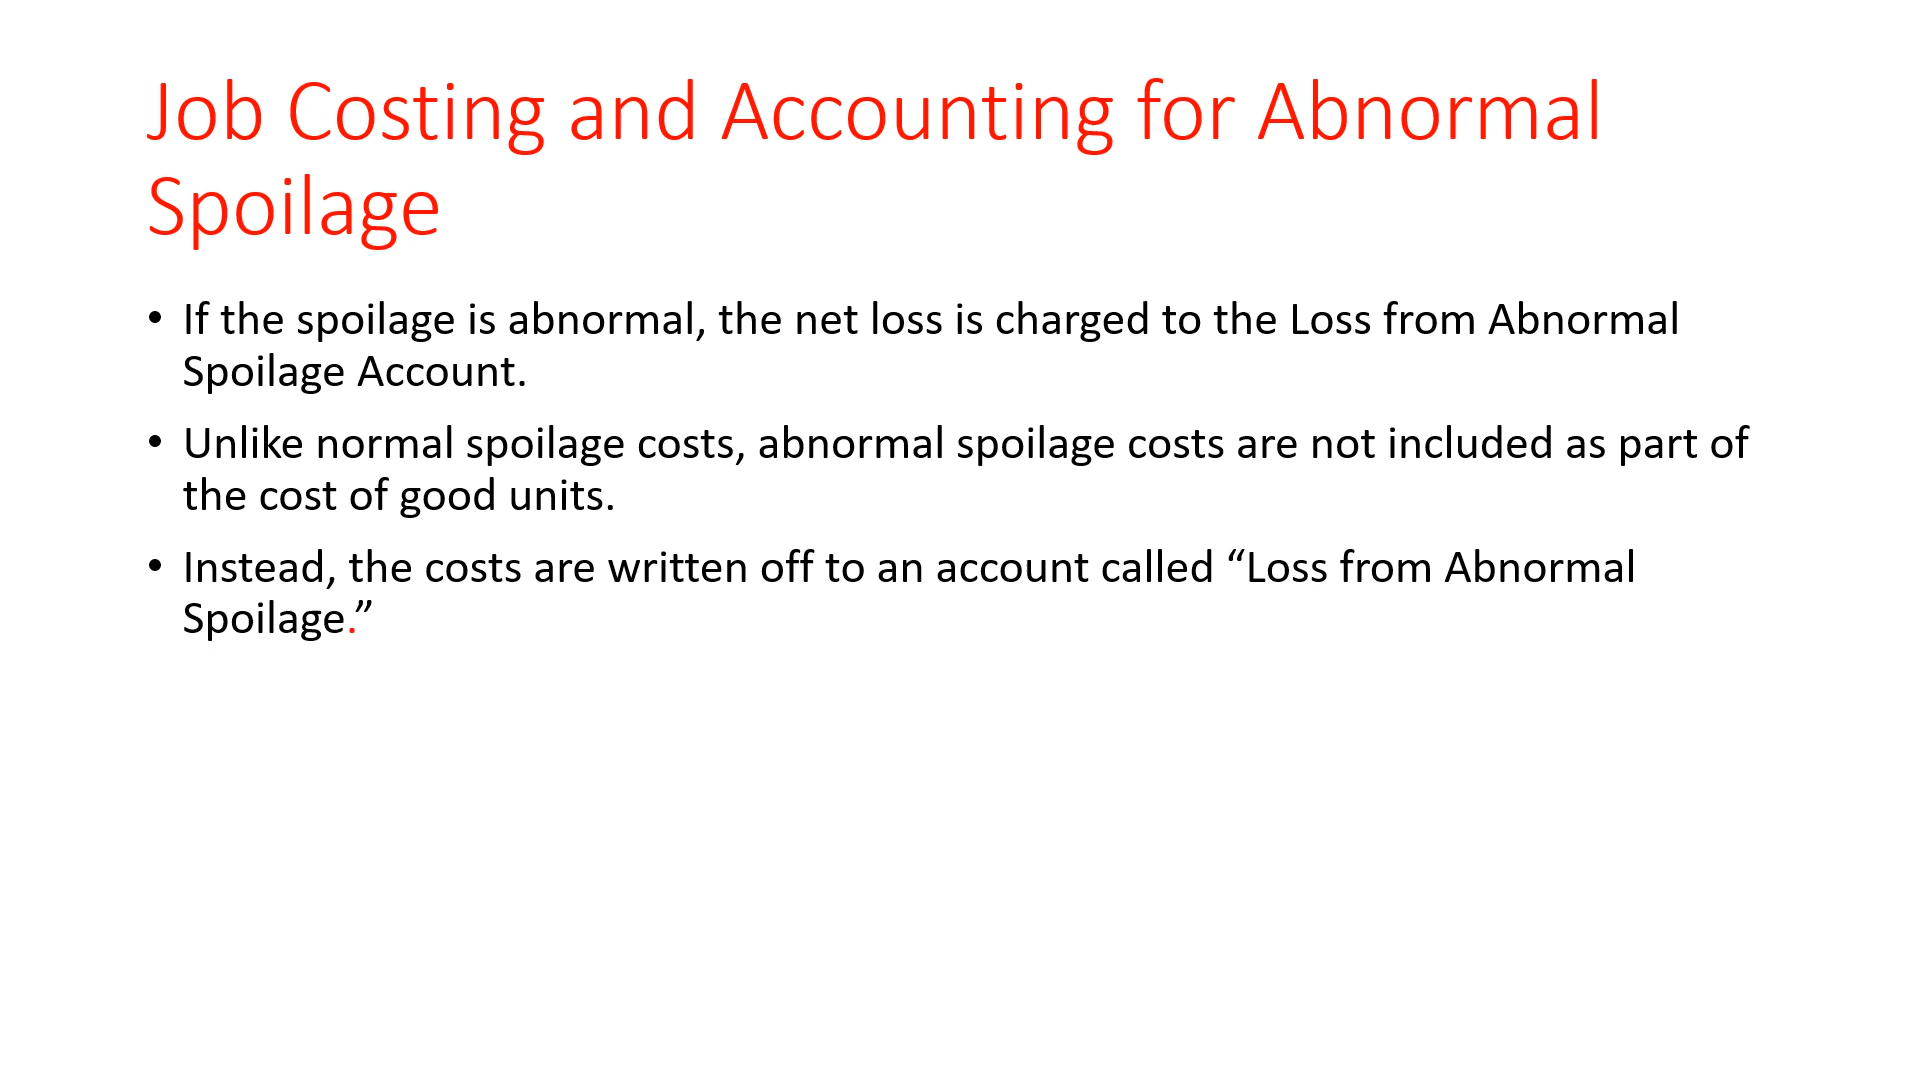 Job Costing and Accounting for Abnormal
Spoilage
• If the spoilage is abnormal, the net loss is charged to the Loss from Abnormal
Spoilage Account.
• Unlike normal spoilage costs, abnormal spoilage costs are not included as part of
the cost of good units.
• Instead, the costs are written off to an account called “Loss from Abnormal
Spoilage.”